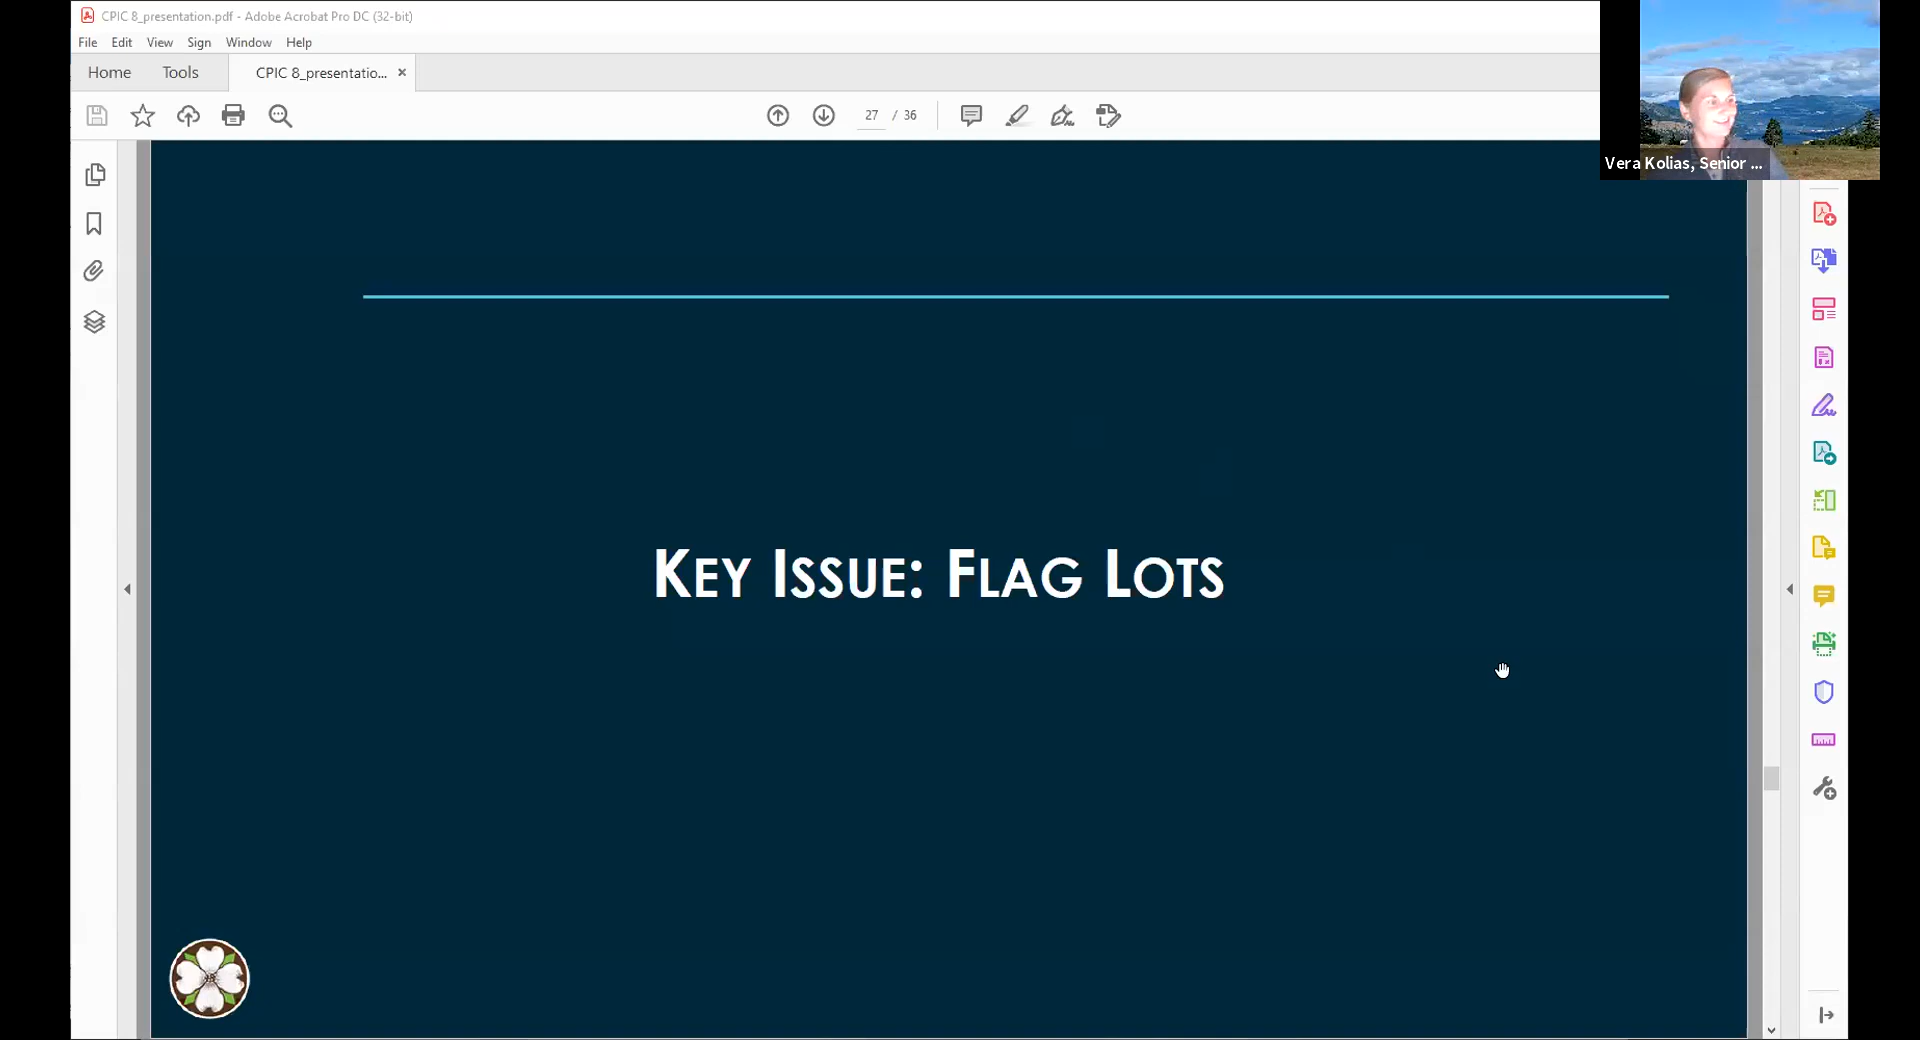 CPIC 8_presentation.pdf - Adobe Acrobat Pro DC (32-bit)
File Edit View Sign Window Help
Home Tools CPIC 8_presentatio... ×
27 / 36
Vera Kolias, Senior ...
KEY ISSUE: FLAG LOTS